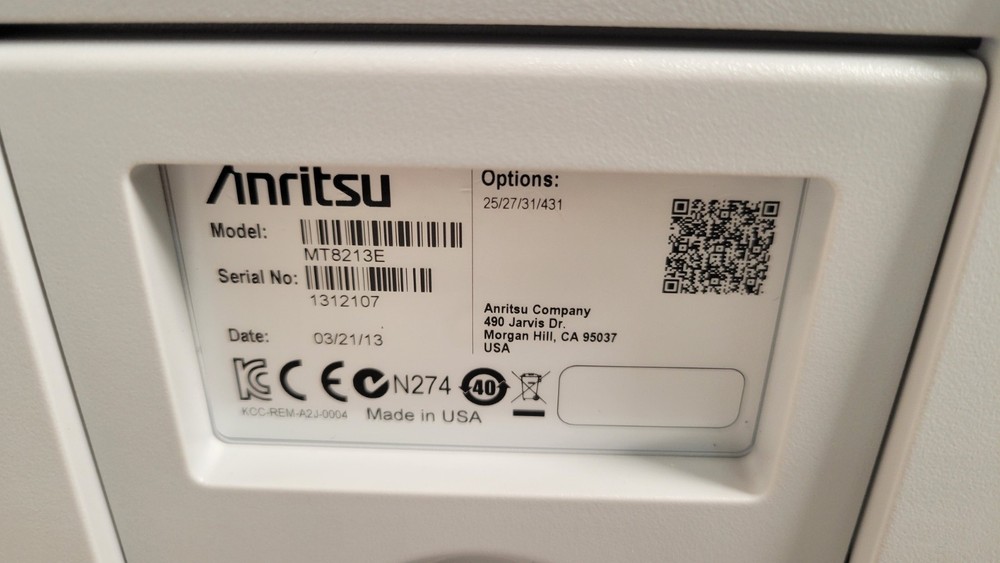 Anritsu
Model:
MT8213E
Serial No:
1312107
Date: 03/21/13
N274 40
KCC-REM-A2J-0004 Made in USA
Options:
25/27/31/431
Anritsu Company
490 Jarvis Dr.
Morgan Hill, CA 95037
USA